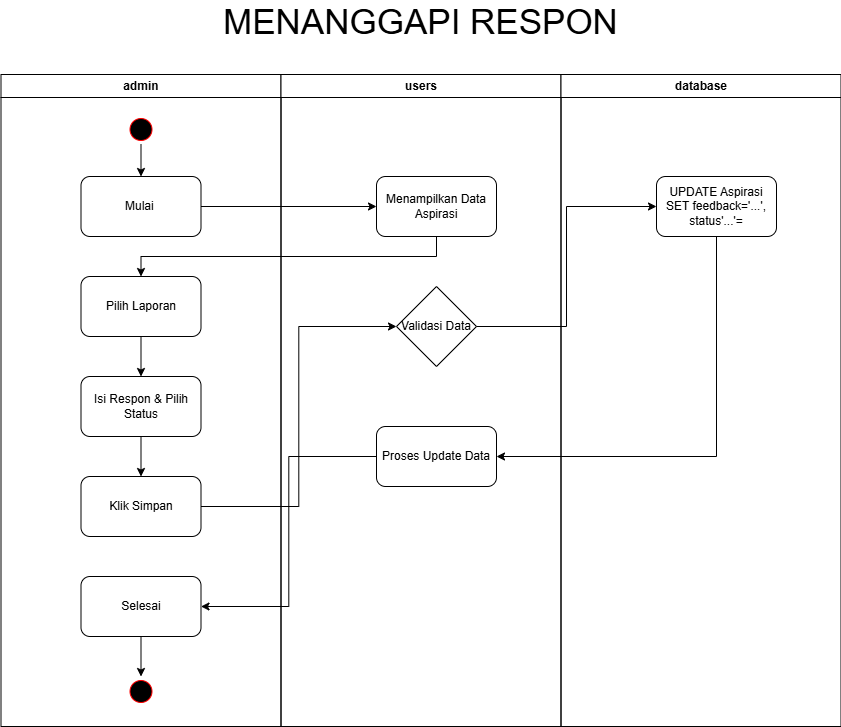 MENANGGAPI RESPON
admin
users
database
Mulai
Menampilkan Data
Aspirasi
UPDATE Aspirasi
SET feedback='...',
status'...'=
Pilih Laporan
Validasi Data
Isi Respon & Pilih
Status
Proses Update Data
Klik Simpan
Selesai